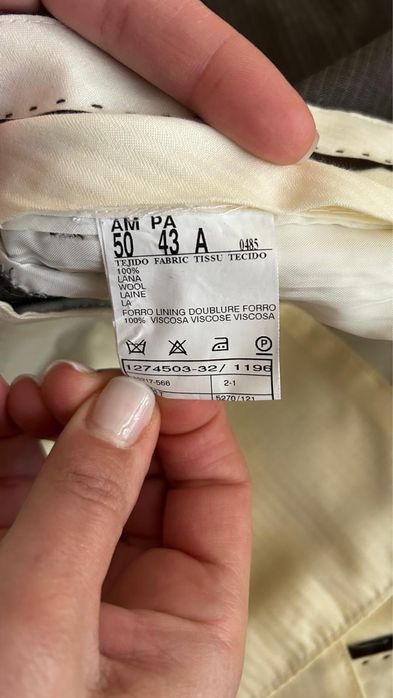 AM PA
50 43 A 0485
TEJIDO FABRIC TISSU TECIDO
100%
LANA
WOOL
LAINE
LA
FORRO LINING DOUBLURE FORRO
100% VISCOSA VISCOSE VISCOSA
P
1274503-32/ 1196
2-1
5270/121